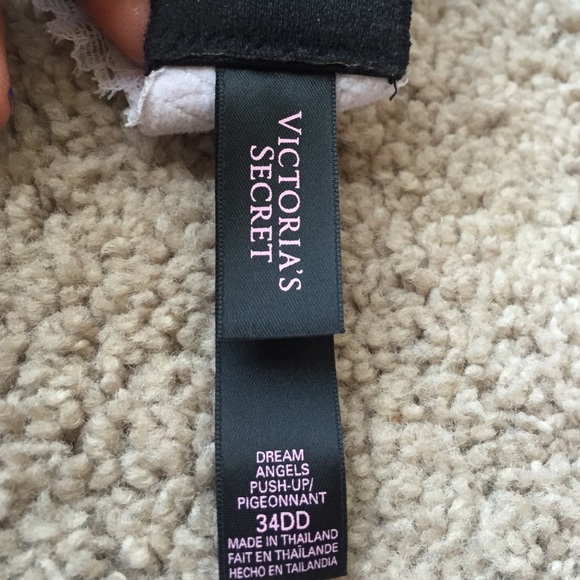 VICTORIA'S
SECRET
DREAM
ANGELS
PUSH-UP/
PIGEONNANT
34DD
MADE IN THAILAND
FAIT EN THAÏLANDE
HECHO EN TAILANDIA